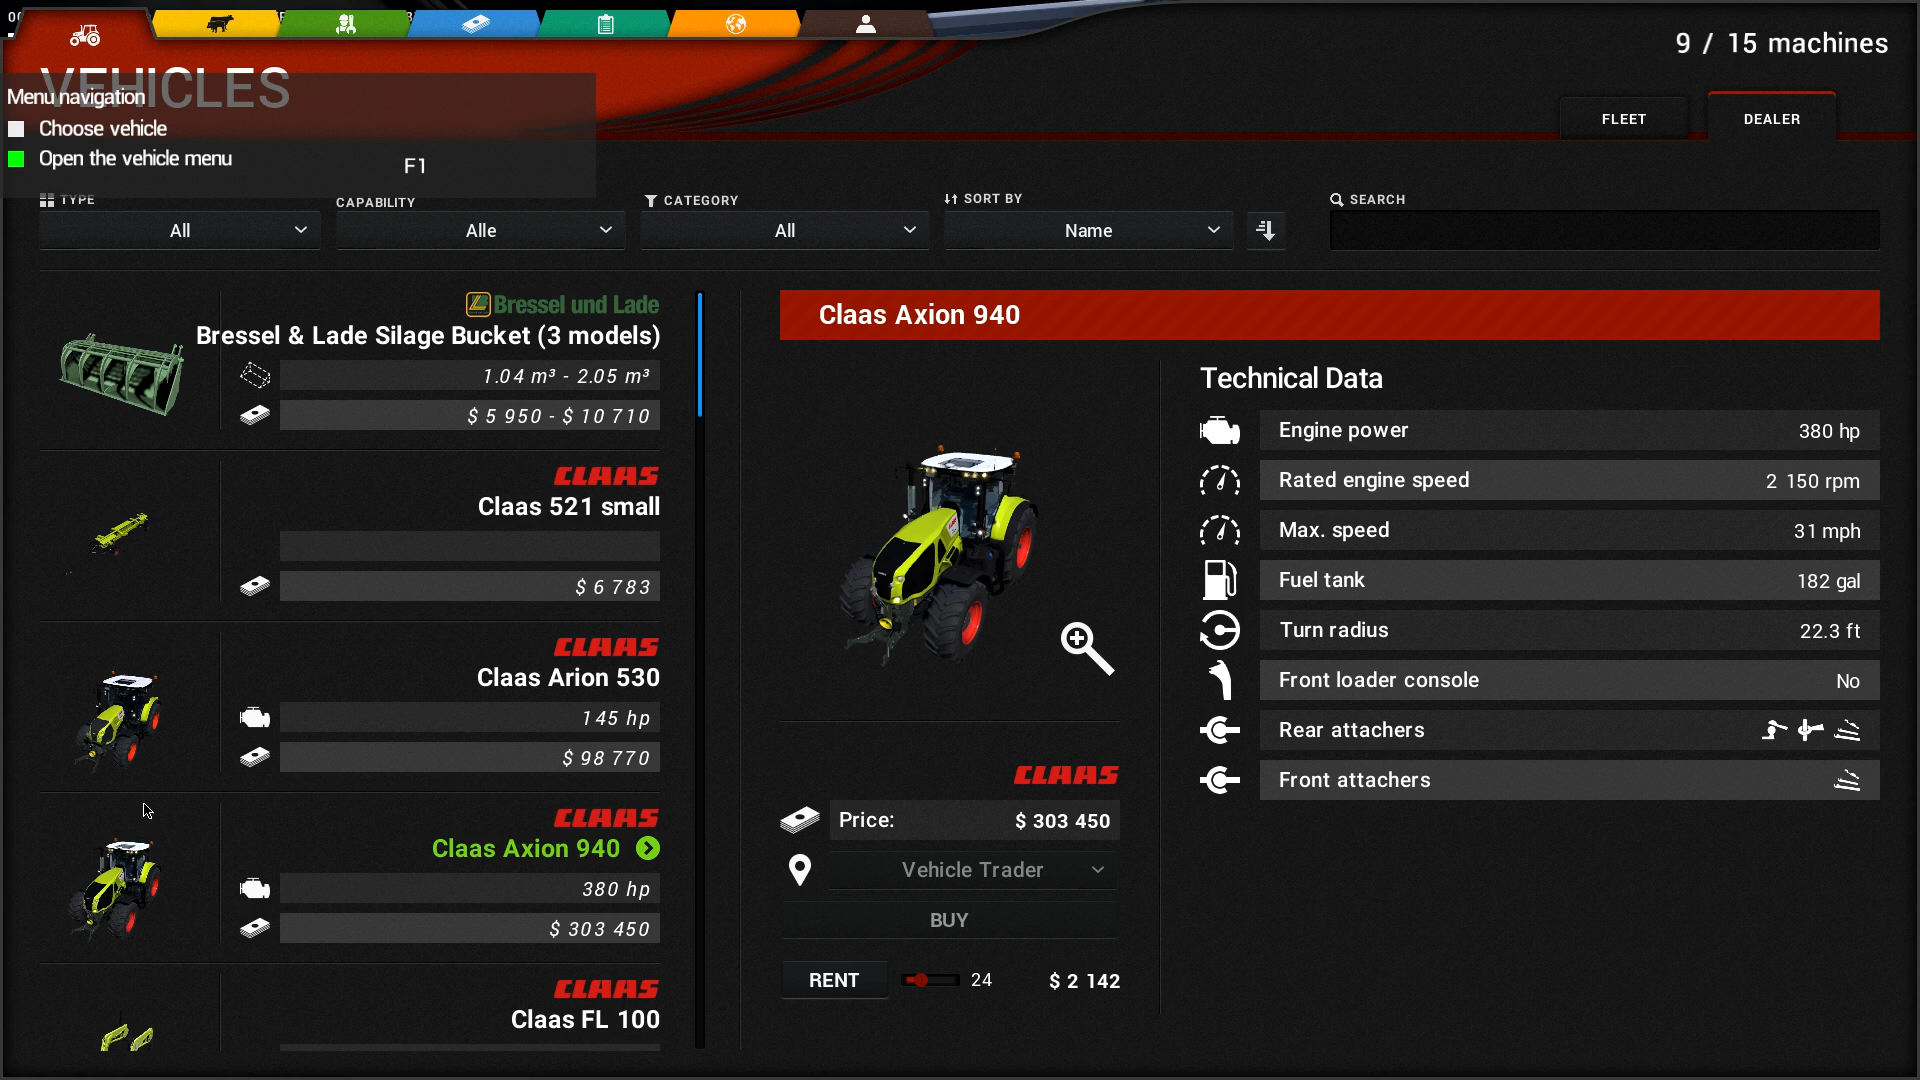 9 / 15 machines
VEHICLES
Menu navigation
Choose vehicle
Open the vehicle menu F1
FLEET
DEALER
TYPE
CAPABILITY
CATEGORY
SORT BY
SEARCH
All
Alle
All
Name
Bressel und Lade
Bressel & Lade Silage Bucket (3 models)
1.04 m³ - 2.05 m³
$ 5 950 - $ 10 710
CLAAS
Claas 521 small
$ 6 783
CLAAS
Claas Arion 530
145 hp
$ 98 770
CLAAS
Claas Axion 940
380 hp
$ 303 450
CLAAS
Claas FL 100
Claas Axion 940
CLAAS
Price: $ 303 450
Vehicle Trader
BUY
RENT 24 $ 2 142
Technical Data
Engine power 380 hp
Rated engine speed 2 150 rpm
Max. speed 31 mph
Fuel tank 182 gal
Turn radius 22.3 ft
Front loader console No
Rear attachers
Front attachers